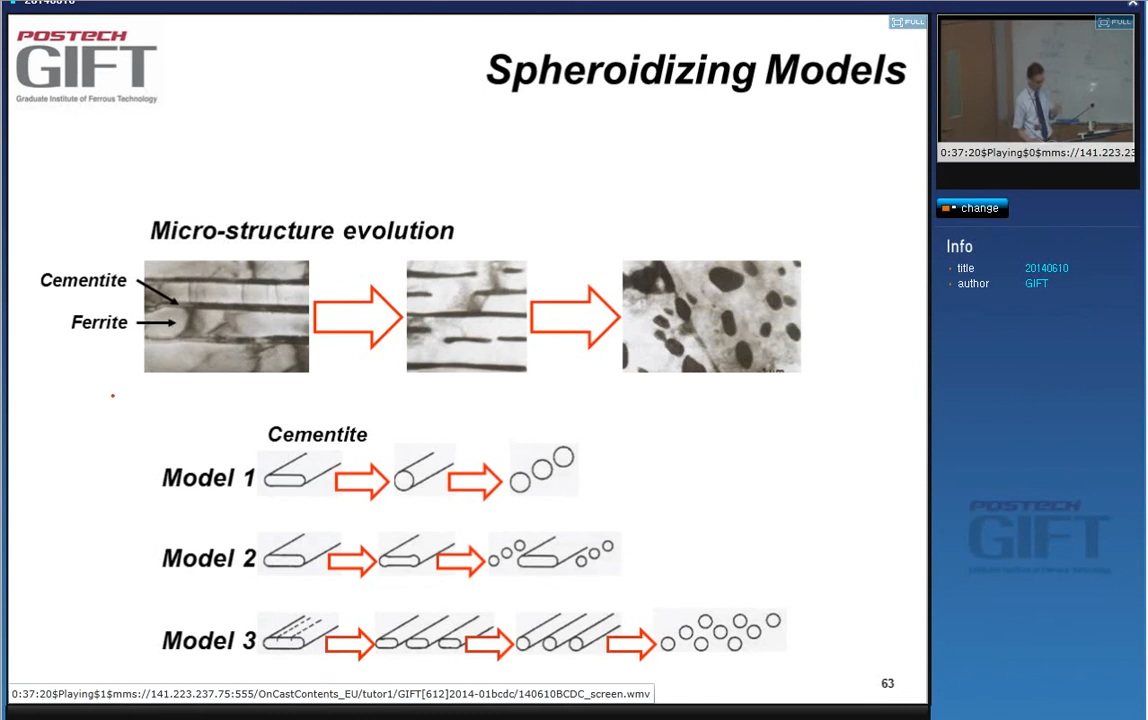 20140610
POSTECH
GIFT
Graduate Institute of Ferrous Technology
FULL
Spheroidizing Models
Micro-structure evolution
Cementite
Ferrite
Cementite
Model 1
Model 2
Model 3
63
0:37:20$Playing$1$mms://141.223.237.75:555/OnCastContents_EU/tutor1/GIFT[612]2014-01bcdc/140610BCDC_screen.wmv
FULL
0:37:20$Playing$0$mms://141.223.23
change
Info
title 20140610
author GIFT
POSTECH
GIFT